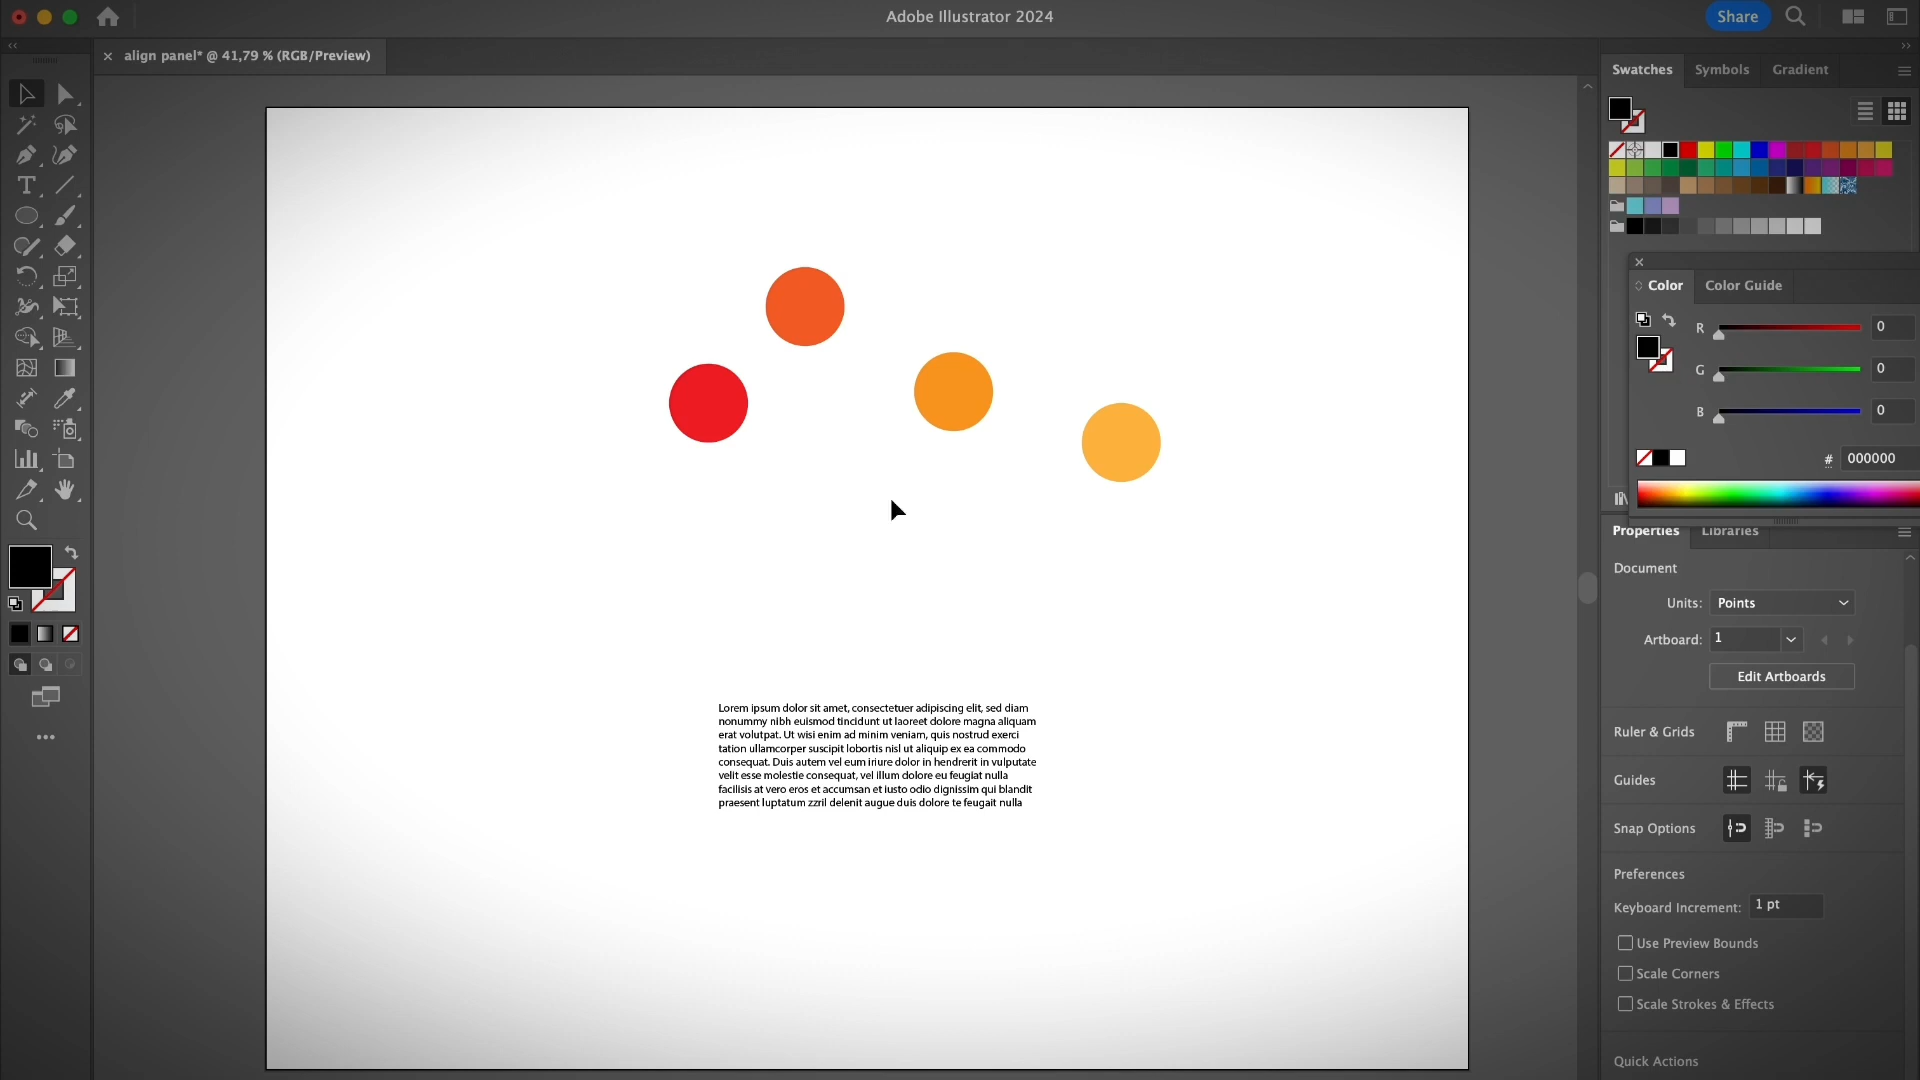 Adobe Illustrator 2024
Share
align panel* @ 41,79 % (RGB/Preview)
Swatches
Symbols
Gradient
Color
Color Guide
R
0
G
0
B
0
# 000000
Lorem ipsum dolor sit amet, consectetuer adipiscing elit, sed diam
nonummy nibh euismod tincidunt ut laoreet dolore magna aliquam
erat volutpat. Ut wisi enim ad minim veniam, quis nostrud exerci
tation ullamcorper suscipit lobortis nisl ut aliquip ex ea commodo
consequat. Duis autem vel eum iriure dolor in hendrerit in vulputate
velit esse molestie consequat, vel illum dolore eu feugiat nulla
facilisis at vero eros et accumsan et iusto odio dignissim qui blandit
praesent luptatum zzril delenit augue duis dolore te feugait nulla
Properties
Libraries
Document
Units:
Points
Artboard:
1
Edit Artboards
Ruler & Grids
Guides
Snap Options
Preferences
Keyboard Increment:
1 pt
Use Preview Bounds
Scale Corners
Scale Strokes & Effects
Quick Actions